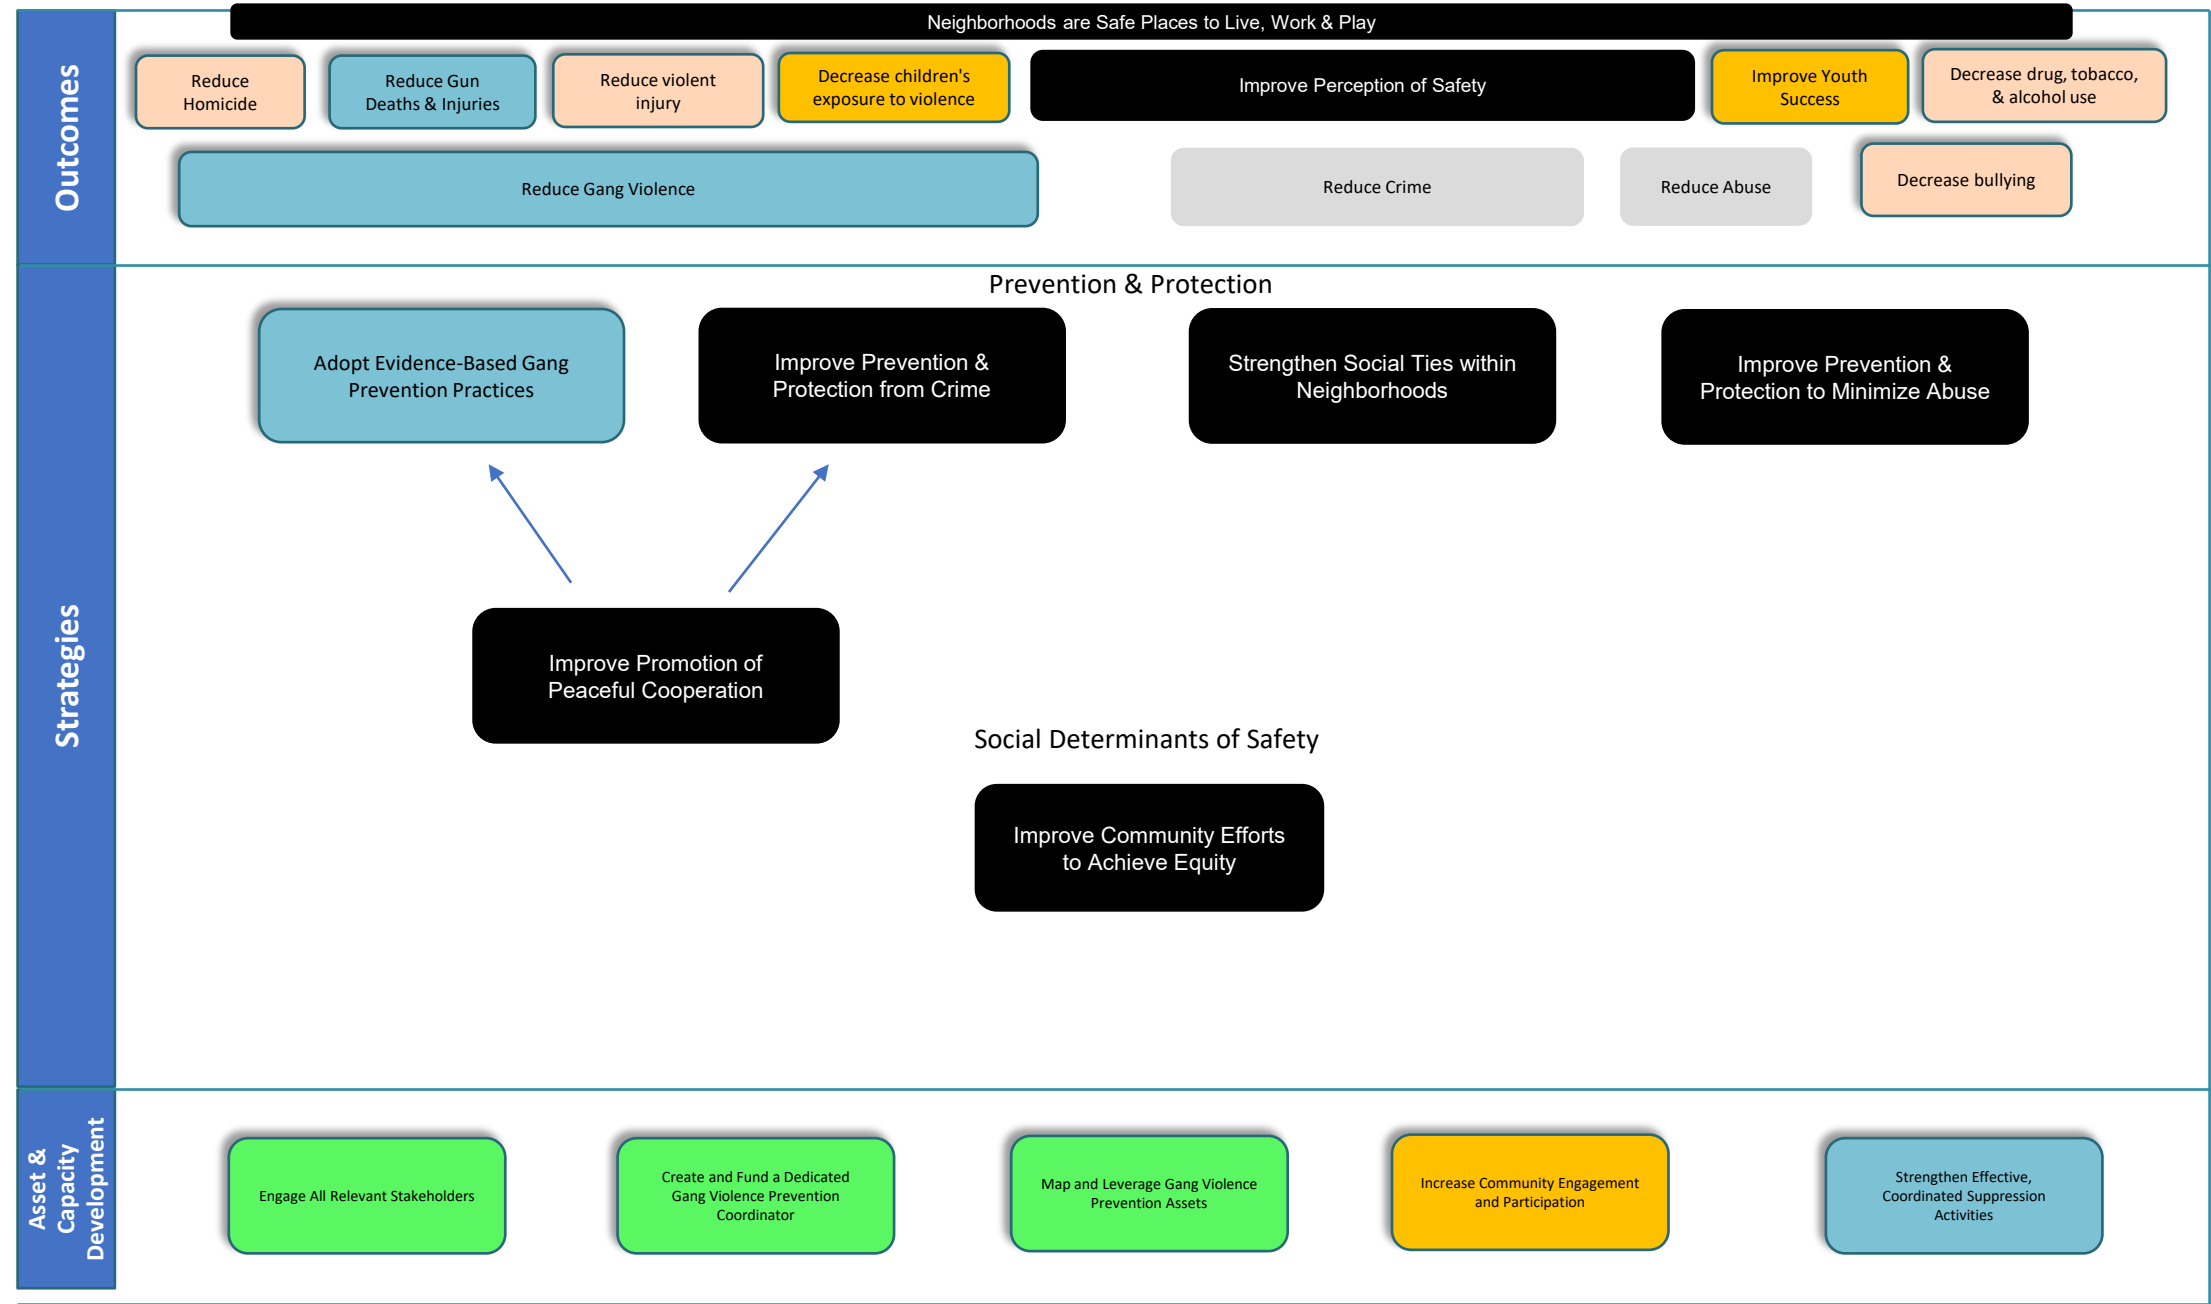 Neighborhoods are Safe Places to Live, Work & Play
Outcomes
Reduce
Homicide
Reduce Gun
Deaths & Injuries
Reduce violent
injury
Decrease children's
exposure to violence
Improve Perception of Safety
Improve Youth
Success
Decrease drug, tobacco,
& alcohol use
Reduce Gang Violence
Reduce Crime
Reduce Abuse
Decrease bullying
Strategies
Prevention & Protection
Adopt Evidence-Based Gang
Prevention Practices
Improve Prevention &
Protection from Crime
Strengthen Social Ties within
Neighborhoods
Improve Prevention &
Protection to Minimize Abuse
Improve Promotion of
Peaceful Cooperation
Social Determinants of Safety
Improve Community Efforts
to Achieve Equity
Asset &
Capacity
Development
Engage All Relevant Stakeholders
Create and Fund a Dedicated
Gang Violence Prevention
Coordinator
Map and Leverage Gang Violence
Prevention Assets
Increase Community Engagement
and Participation
Strengthen Effective,
Coordinated Suppression
Activities